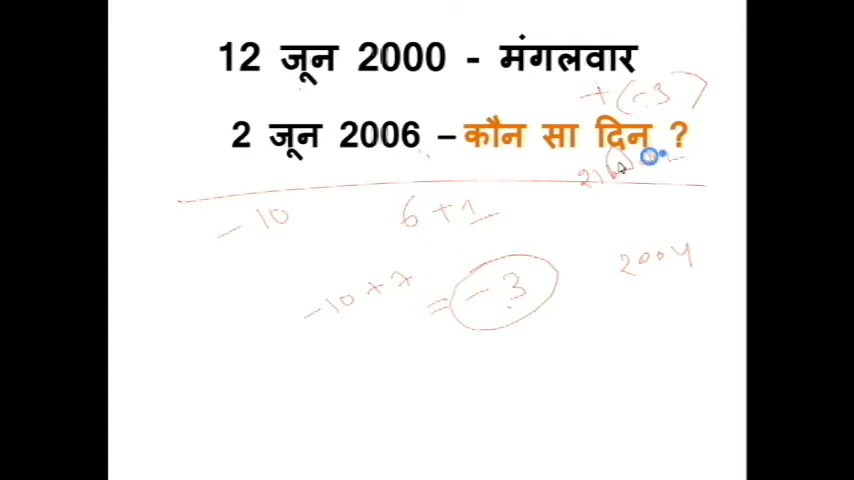 12 जून 2000 - मंगलवार
+(-3)
2 जून 2006 – कौन सा दिन ?
-10 6+1
2004
-10+7 = -3